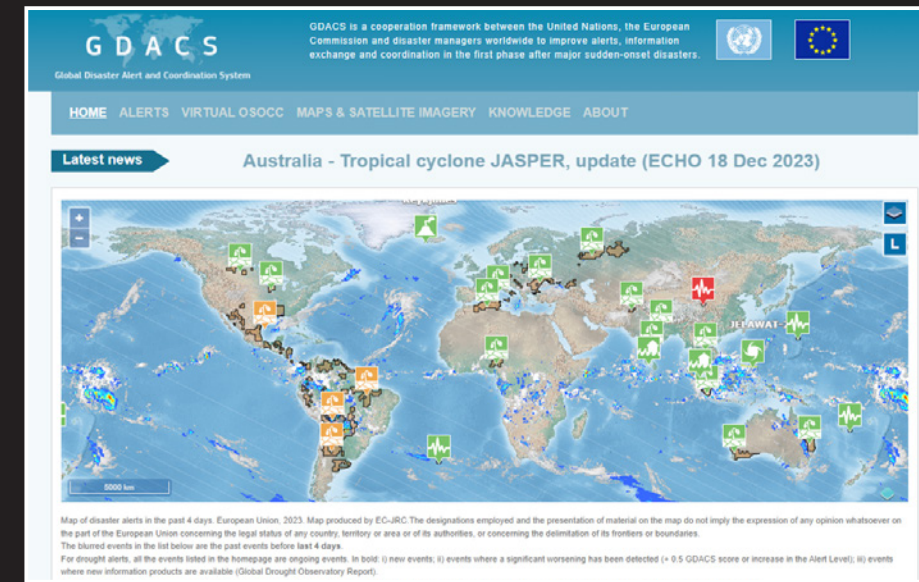 GDACS
Global Disaster Alert and Coordination System
GDACS is a cooperation framework between the United Nations, the European
Commission and disaster managers worldwide to improve alerts, information
exchange and coordination in the first phase after major sudden-onset disasters.
HOME ALERTS VIRTUAL OSOCC MAPS & SATELLITE IMAGERY KNOWLEDGE ABOUT
Latest news
Australia - Tropical cyclone JASPER, update (ECHO 18 Dec 2023)
+
−
L
JELAWAT-
5000 km
Map of disaster alerts in the past 4 days. European Union, 2023. Map produced by EC-JRC.The designations employed and the presentation of material on the map do not imply the expression of any opinion whatsoever on
the part of the European Union concerning the legal status of any country, territory or area or of its authorities, or concerning the delimitation of its frontiers or boundaries.
The blurred events in the list below are the past events before last 4 days.
For drought alerts, all the events listed in the homepage are ongoing events. In bold: i) new events; ii) events where a significant worsening has been detected (+ 0.5 GDACS score or increase in the Alert Level); iii) events
where new information products are available (Global Drought Observatory Report).